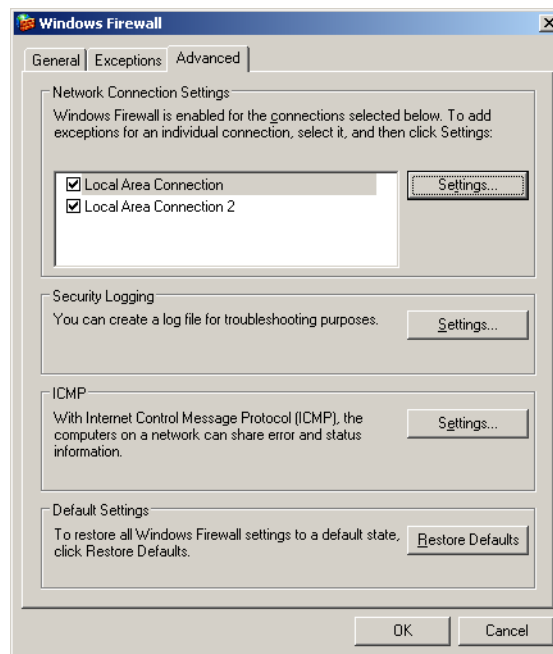 Windows Firewall
General Exceptions Advanced
Network Connection Settings
Windows Firewall is enabled for the connections selected below. To add
exceptions for an individual connection, select it, and then click Settings:
Local Area Connection
Settings...
Local Area Connection 2
Security Logging
You can create a log file for troubleshooting purposes.
Settings...
ICMP
With Internet Control Message Protocol (ICMP), the
computers on a network can share error and status
information.
Settings...
Default Settings
To restore all Windows Firewall settings to a default state,
click Restore Defaults.
Restore Defaults
OK Cancel